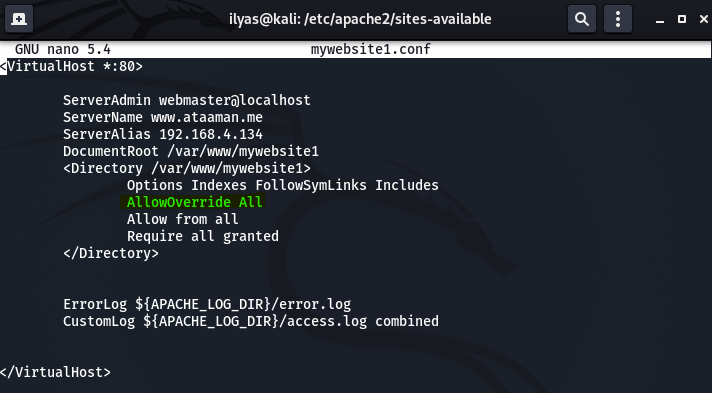 ilyas@kali: /etc/apache2/sites-available
GNU nano 5.4 mywebsite1.conf
<VirtualHost *:80>
ServerAdmin webmaster@localhost
ServerName www.ataaman.me
ServerAlias 192.168.4.134
DocumentRoot /var/www/mywebsite1
<Directory /var/www/mywebsite1>
Options Indexes FollowSymLinks Includes
AllowOverride All
Allow from all
Require all granted
</Directory>
ErrorLog ${APACHE_LOG_DIR}/error.log
CustomLog ${APACHE_LOG_DIR}/access.log combined
</VirtualHost>